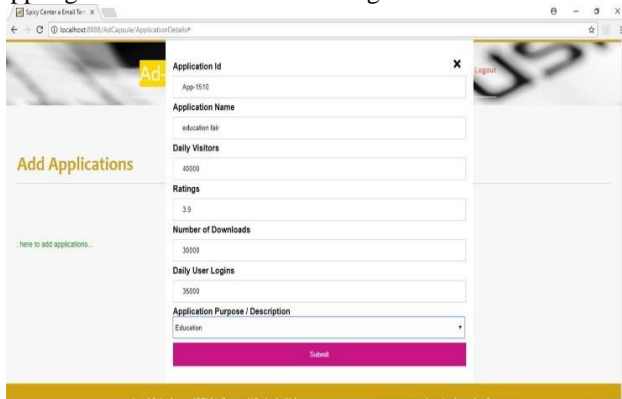 Spicy Center a Email Tem
localhost:8888/AdCapsule/ApplicationDetails#
Ad-
Logout
Application Id
App-1510
Application Name
education fair
Daily Visitors
40000
Add Applications
Ratings
3.9
Number of Downloads
: here to add applications...
30000
Daily User Logins
35000
Application Purpose / Description
Education
Submit